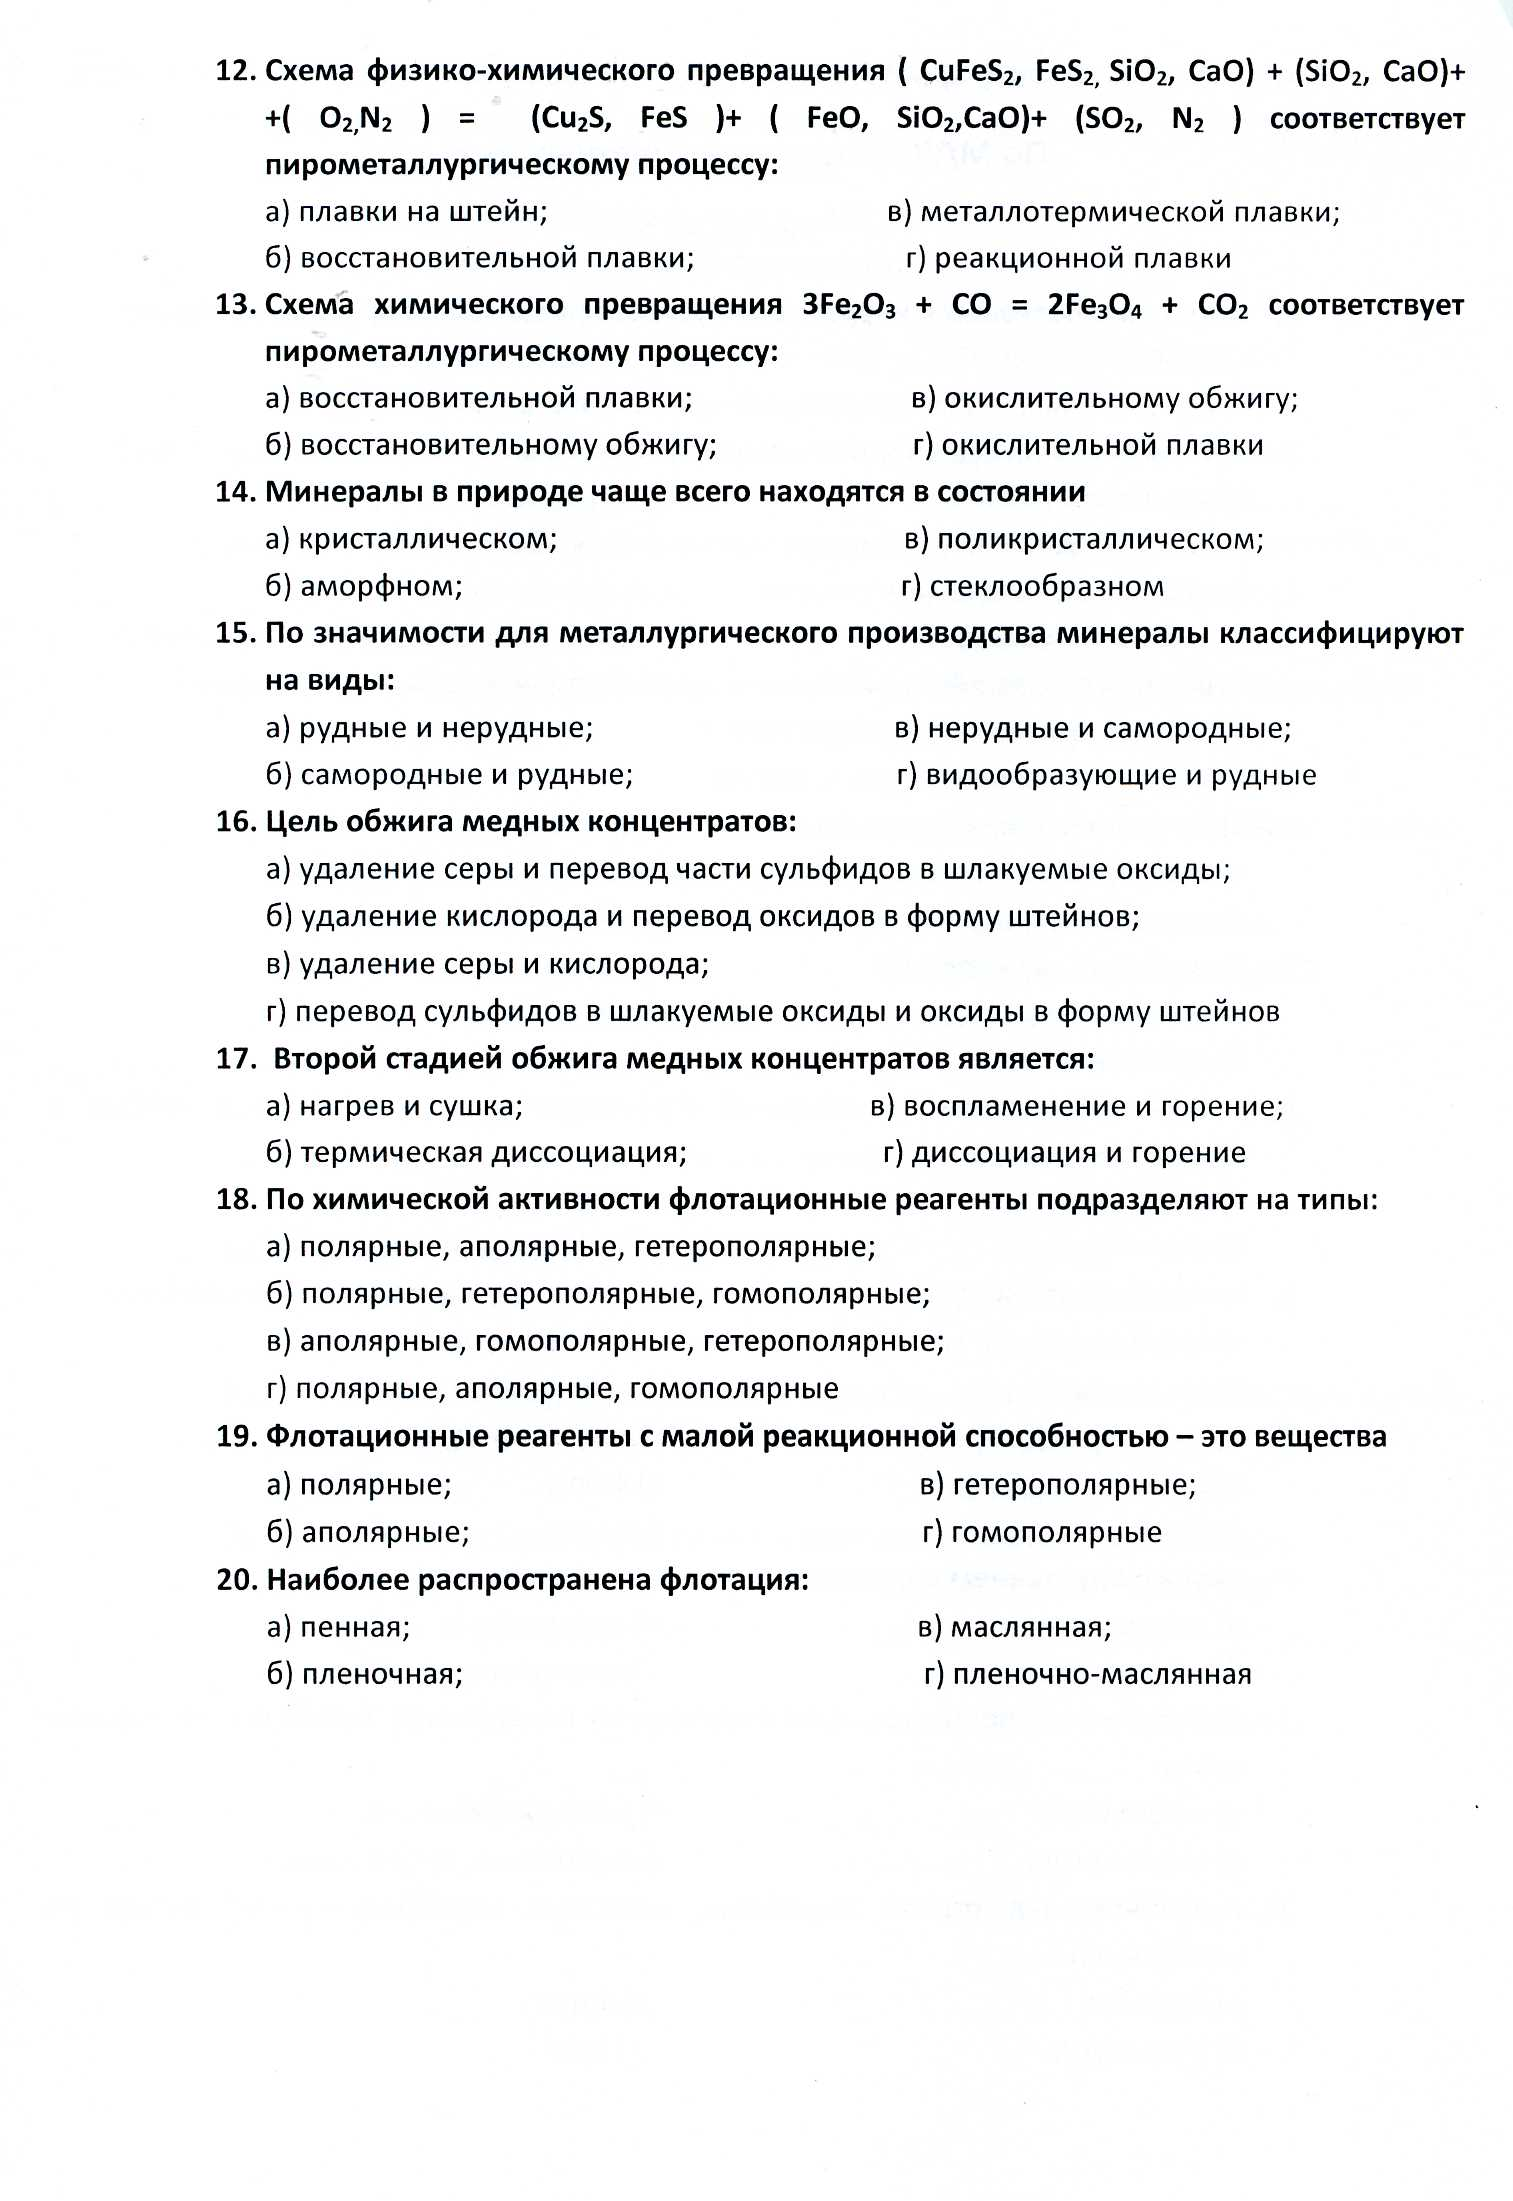 12. Схема физико-химического превращения ( CuFeS₂, FeS₂, SiO₂, CaO) + (SiO₂, CaO)+
+( O₂,N₂ ) = (Cu₂S, FeS )+ ( FeO, SiO₂,CaO)+ (SO₂, N₂ ) соответствует
пирометаллургическому процессу:
а) плавки на штейн; в) металлотермической плавки;
б) восстановительной плавки; г) реакционной плавки
13. Схема химического превращения 3Fe₂O₃ + CO = 2Fe₃O₄ + CO₂ соответствует
пирометаллургическому процессу:
а) восстановительной плавки; в) окислительному обжигу;
б) восстановительному обжигу; г) окислительной плавки
14. Минералы в природе чаще всего находятся в состоянии
а) кристаллическом; в) поликристаллическом;
б) аморфном; г) стеклообразном
15. По значимости для металлургического производства минералы классифицируют
на виды:
а) рудные и нерудные; в) нерудные и самородные;
б) самородные и рудные; г) видообразующие и рудные
16. Цель обжига медных концентратов:
а) удаление серы и перевод части сульфидов в шлакуемые оксиды;
б) удаление кислорода и перевод оксидов в форму штейнов;
в) удаление серы и кислорода;
г) перевод сульфидов в шлакуемые оксиды и оксиды в форму штейнов
17. Второй стадией обжига медных концентратов является:
а) нагрев и сушка; в) воспламенение и горение;
б) термическая диссоциация; г) диссоциация и горение
18. По химической активности флотационные реагенты подразделяют на типы:
а) полярные, аполярные, гетерополярные;
б) полярные, гетерополярные, гомополярные;
в) аполярные, гомополярные, гетерополярные;
г) полярные, аполярные, гомополярные
19. Флотационные реагенты с малой реакционной способностью – это вещества
а) полярные; в) гетерополярные;
б) аполярные; г) гомополярные
20. Наиболее распространена флотация:
а) пенная; в) маслянная;
б) пленочная; г) пленочно-маслянная